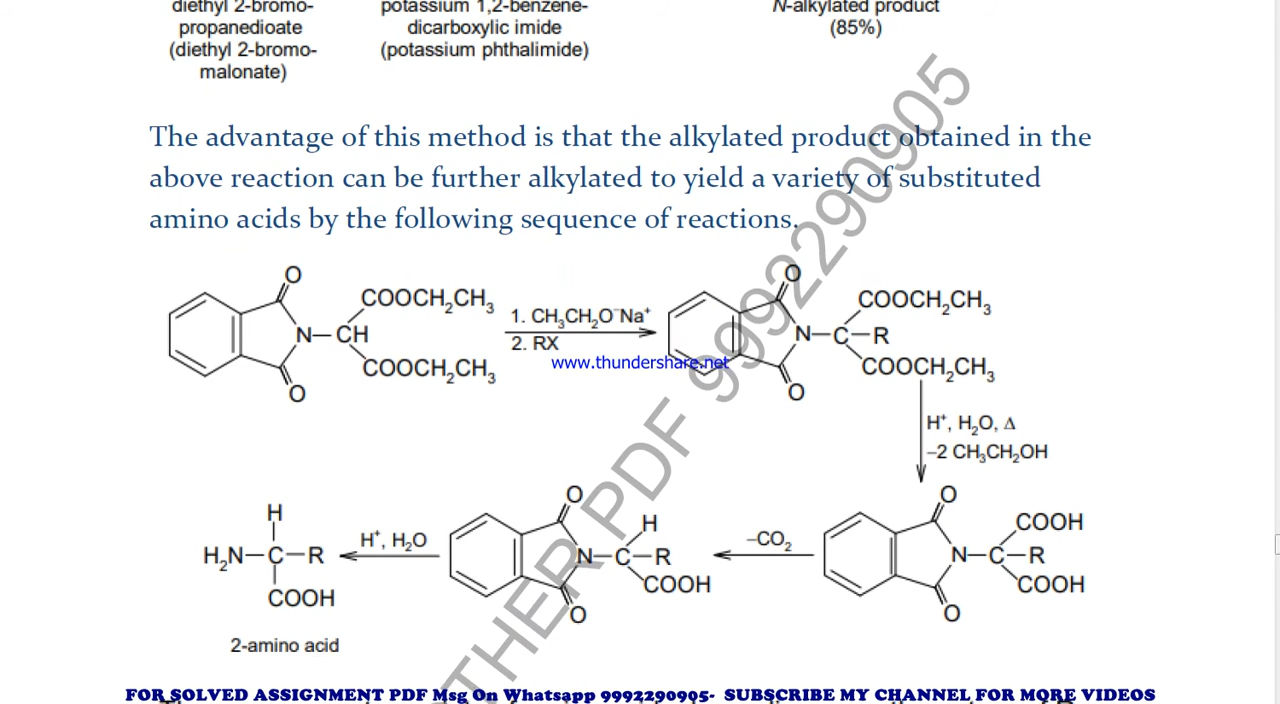 diethyl 2-bromo-
propanedioate
(diethyl 2-bromo-
malonate)
potassium 1,2-benzene-
dicarboxylic imide
(potassium phthalimide)
N-alkylated product
(85%)
The advantage of this method is that the alkylated product obtained in the
above reaction can be further alkylated to yield a variety of substituted
amino acids by the following sequence of reactions.
O
N–CH
COOCH₂CH₃
COOCH₂CH₃
O
1. CH₃CH₂O⁻Na⁺
2. RX
www.thundershare.net
O
N–C–R
COOCH₂CH₃
COOCH₂CH₃
O
H⁺, H₂O, Δ
–2 CH₃CH₂OH
O
COOH
N–C–R
COOH
O
–CO₂
O
H
N–C–R
COOH
O
H⁺, H₂O
H
H₂N–C–R
COOH
2-amino acid
THER PDF 9992290905
FOR SOLVED ASSIGNMENT PDF Msg On Whatsapp 9992290905- SUBSCRIBE MY CHANNEL FOR MORE VIDEOS